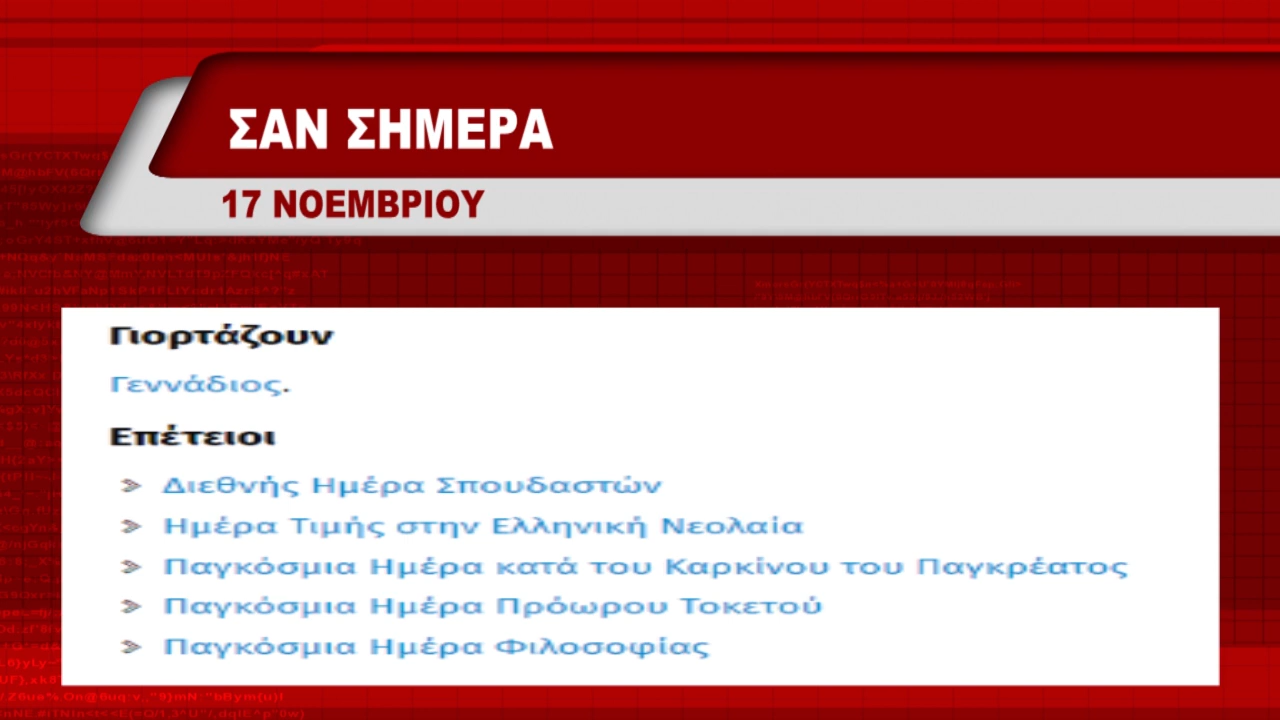 ΣΑΝ ΣΗΜΕΡΑ
17 ΝΟΕΜΒΡΙΟΥ
Γιορτάζουν
Γεννάδιος.
Επέτειοι
Διεθνής Ημέρα Σπουδαστών
Ημέρα Τιμής στην Ελληνική Νεολαία
Παγκόσμια Ημέρα κατά του Καρκίνου του Παγκρέατος
Παγκόσμια Ημέρα Πρόωρου Τοκετού
Παγκόσμια Ημέρα Φιλοσοφίας